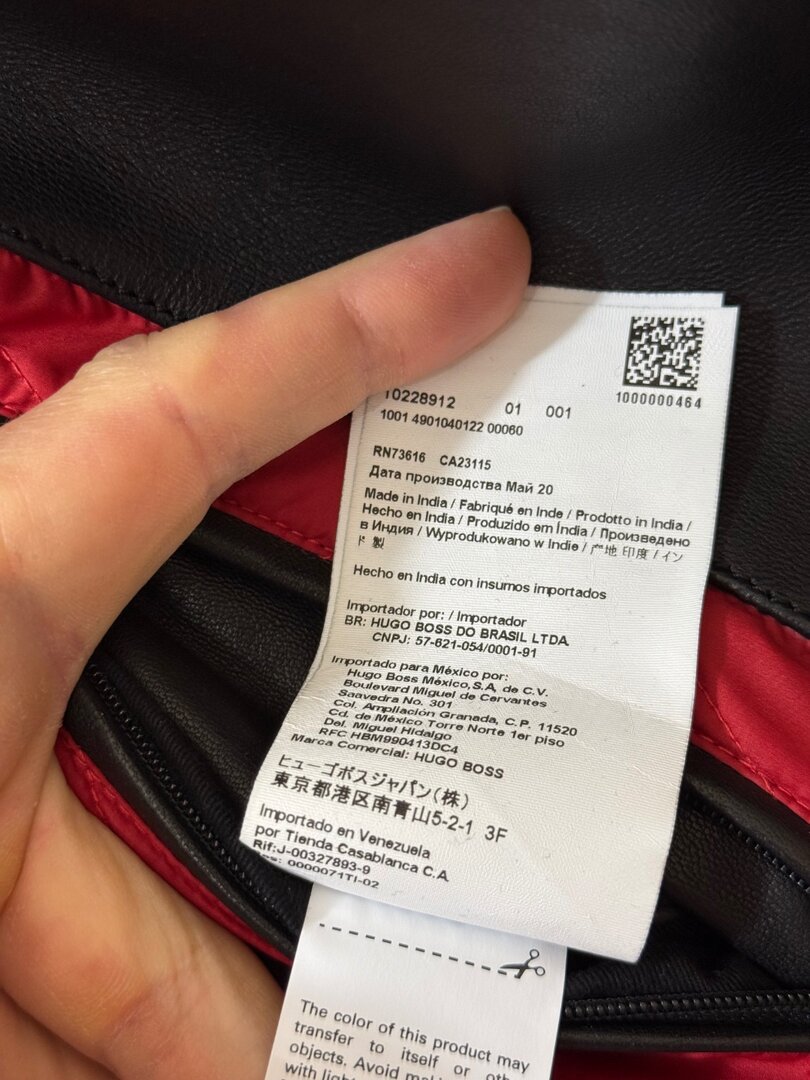 10228912 01 001
1000000464
1001 4901040122 00060
RN73616 CA23115
Дата производства Май 20
Made in India / Fabriqué en Inde / Prodotto in India /
Hecho en India / Produzido em Índia / Произведено
в Индия / Wyprodukowano w Indie / 产地 印度 / イン
ド 製
Hecho en India con insumos importados
Importador por: / Importador
BR: HUGO BOSS DO BRASIL LTDA
CNPJ: 57-621-054/0001-91
Importado para México por:
Hugo Boss México,S.A. de C.V.
Boulevard Miguel de Cervantes
Saavedra No. 301
Col. Ampliación Granada, C.P. 11520
Cd. de México Torre Norte 1er piso
Del. Miguel Hidalgo
RFC HBM990413DC4
Marca Comercial: HUGO BOSS
ヒューゴボスジャパン(株)
東京都港区南青山5-2-1 3F
Importado en Venezuela
por Tienda Casablanca C.A.
Rif:J-00327893-9
0000071TI-02
The color of this product may
transfer to itself or
objects. Avoid
with